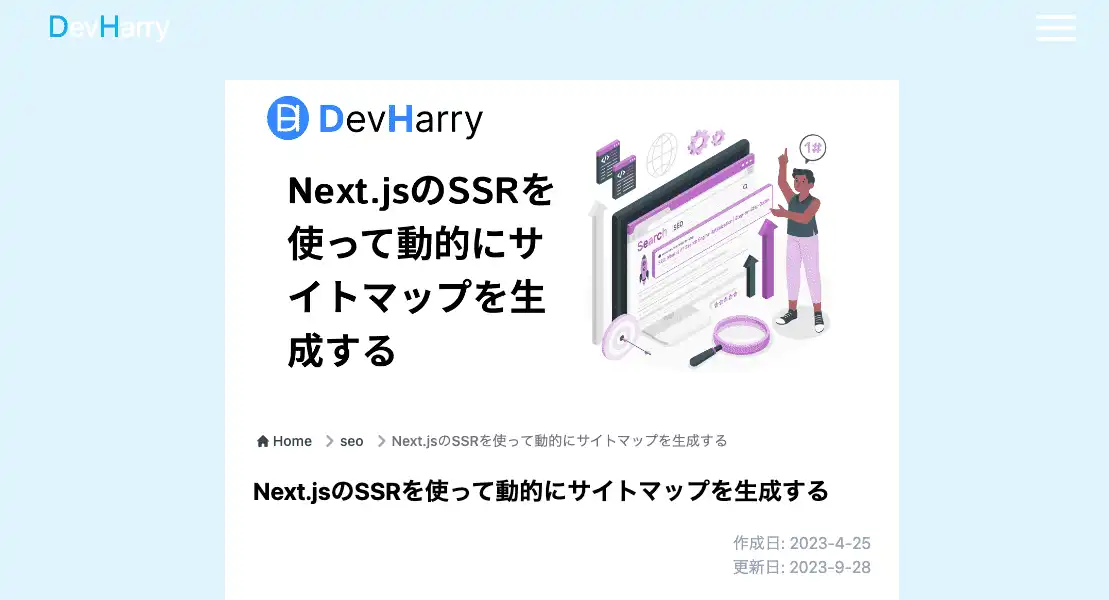 DevHarry
DevHarry
Next.jsのSSRを
使って動的にサ
イトマップを生
成する
1#
Search SEO
Home seo Next.jsのSSRを使って動的にサイトマップを生成する
Next.jsのSSRを使って動的にサイトマップを生成する
作成日: 2023-4-25
更新日: 2023-9-28